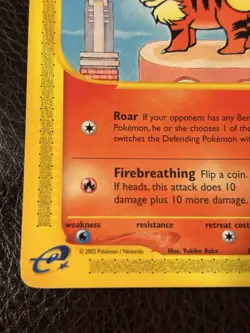 Roar If your opponent has any Ben
Pokémon, he or she chooses 1 of the
switches the Defending Pokémon wi
Firebreathing Flip a coin.
If heads, this attack does 10
damage plus 10 more damage.
weakness resistance retreat cost
© 2002 Pokémon / Nintendo Illus. Yukiko Baba
e